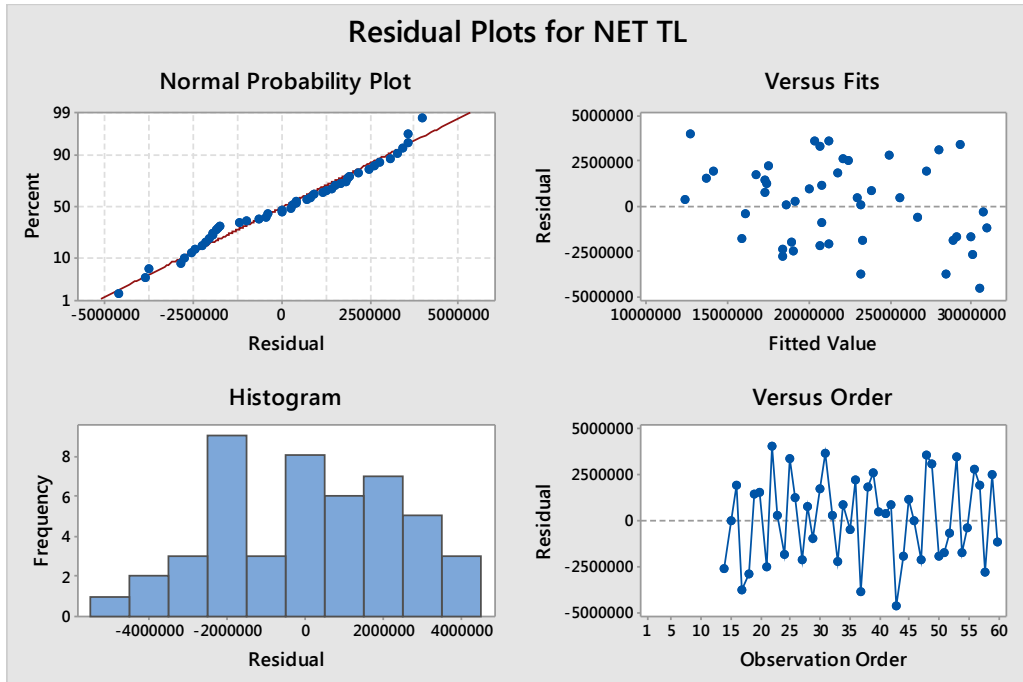 Residual Plots for NET TL
Normal Probability Plot
99
90
50
10
1
Percent
-5000000 -2500000 0 2500000 5000000
Residual
Versus Fits
5000000
2500000
0
-2500000
-5000000
Residual
10000000 15000000 20000000 25000000 30000000
Fitted Value
Histogram
8
6
4
2
0
Frequency
-4000000 -2000000 0 2000000 4000000
Residual
Versus Order
5000000
2500000
0
-2500000
-5000000
Residual
1 5 10 15 20 25 30 35 40 45 50 55 60
Observation Order